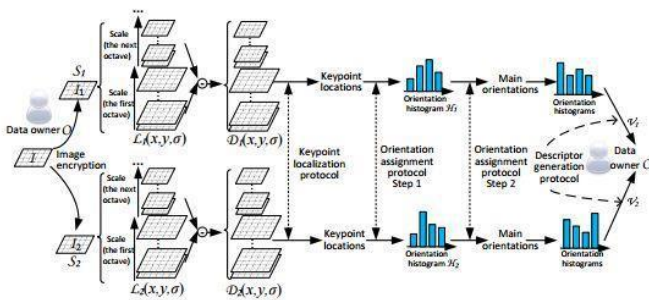 ...
Scale
(the next
octave)
Scale
(the first
octave)
S1
I1
Data owner O
I
Image
encryption
L1(x,y,σ)
D1(x,y,σ)
Keypoint
locations
Orientation
histogram H1
Main
orientations
Orientation
histograms
V1
Keypoint
localization
protocol
Orientation
assignment
protocol
Step 1
Orientation
assignment
protocol
Step 2
Descriptor
generation
protocol
Data
owner O
V2
...
Scale
(the next
octave)
Scale
(the first
octave)
I2
S2
L2(x,y,σ)
D2(x,y,σ)
Keypoint
locations
Orientation
histogram H2
Main
orientations
Orientation
histograms